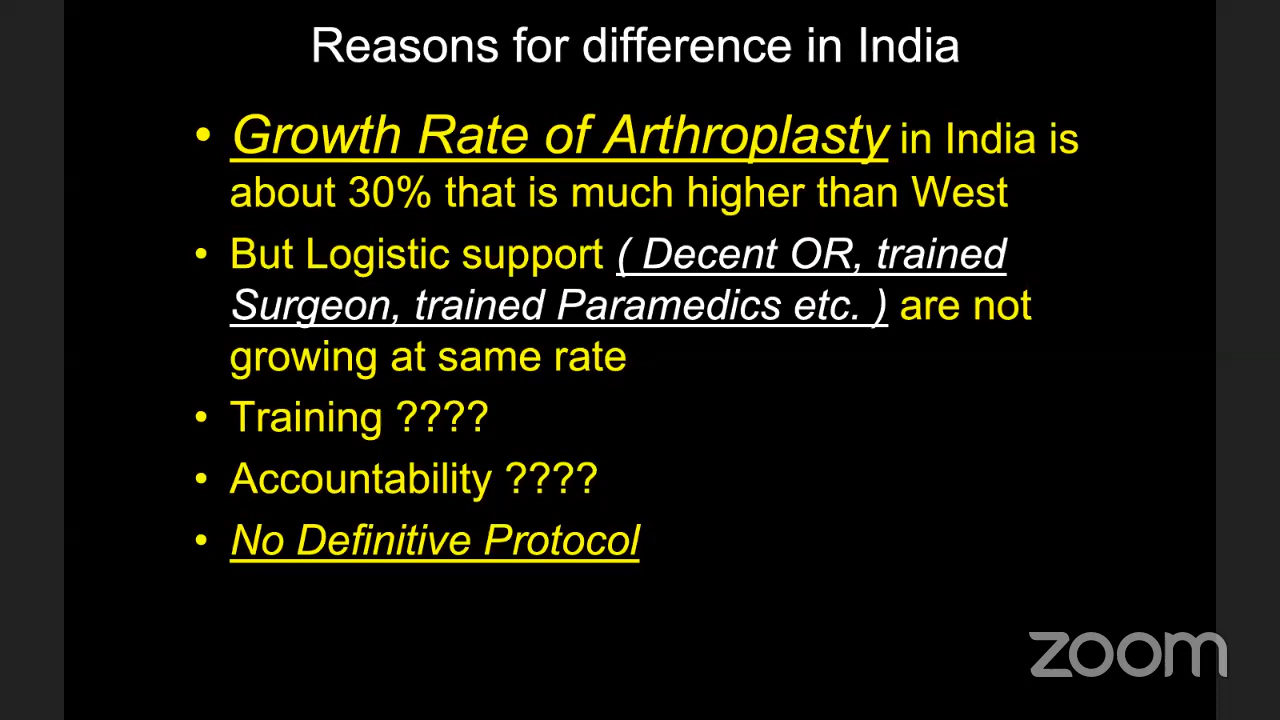 Reasons for difference in India
• Growth Rate of Arthroplasty in India is
about 30% that is much higher than West
• But Logistic support ( Decent OR, trained
Surgeon, trained Paramedics etc. ) are not
growing at same rate
• Training ????
• Accountability ????
• No Definitive Protocol
zoom